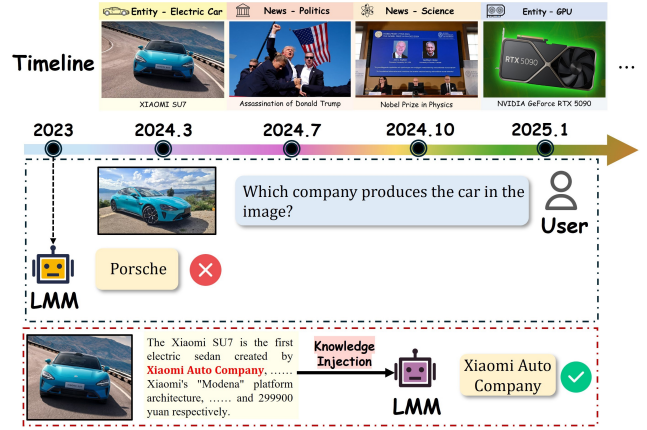 Entity - Electric Car
News - Politics
News - Science
Entity - GPU
Timeline
RTX 5090
...
XIAOMI SU7
Assassination of Donald Trump
Nobel Prize in Physics
NVIDIA GeForce RTX 5090
2023
2024.3
2024.7
2024.10
2025.1
Which company produces the car in the
image?
User
Porsche
LMM
The Xiaomi SU7 is the first
electric sedan created by
Xiaomi Auto Company, ......
Xiaomi's "Modena" platform
architecture, ...... and 299900
yuan respectively.
Knowledge
Injection
LMM
Xiaomi Auto
Company